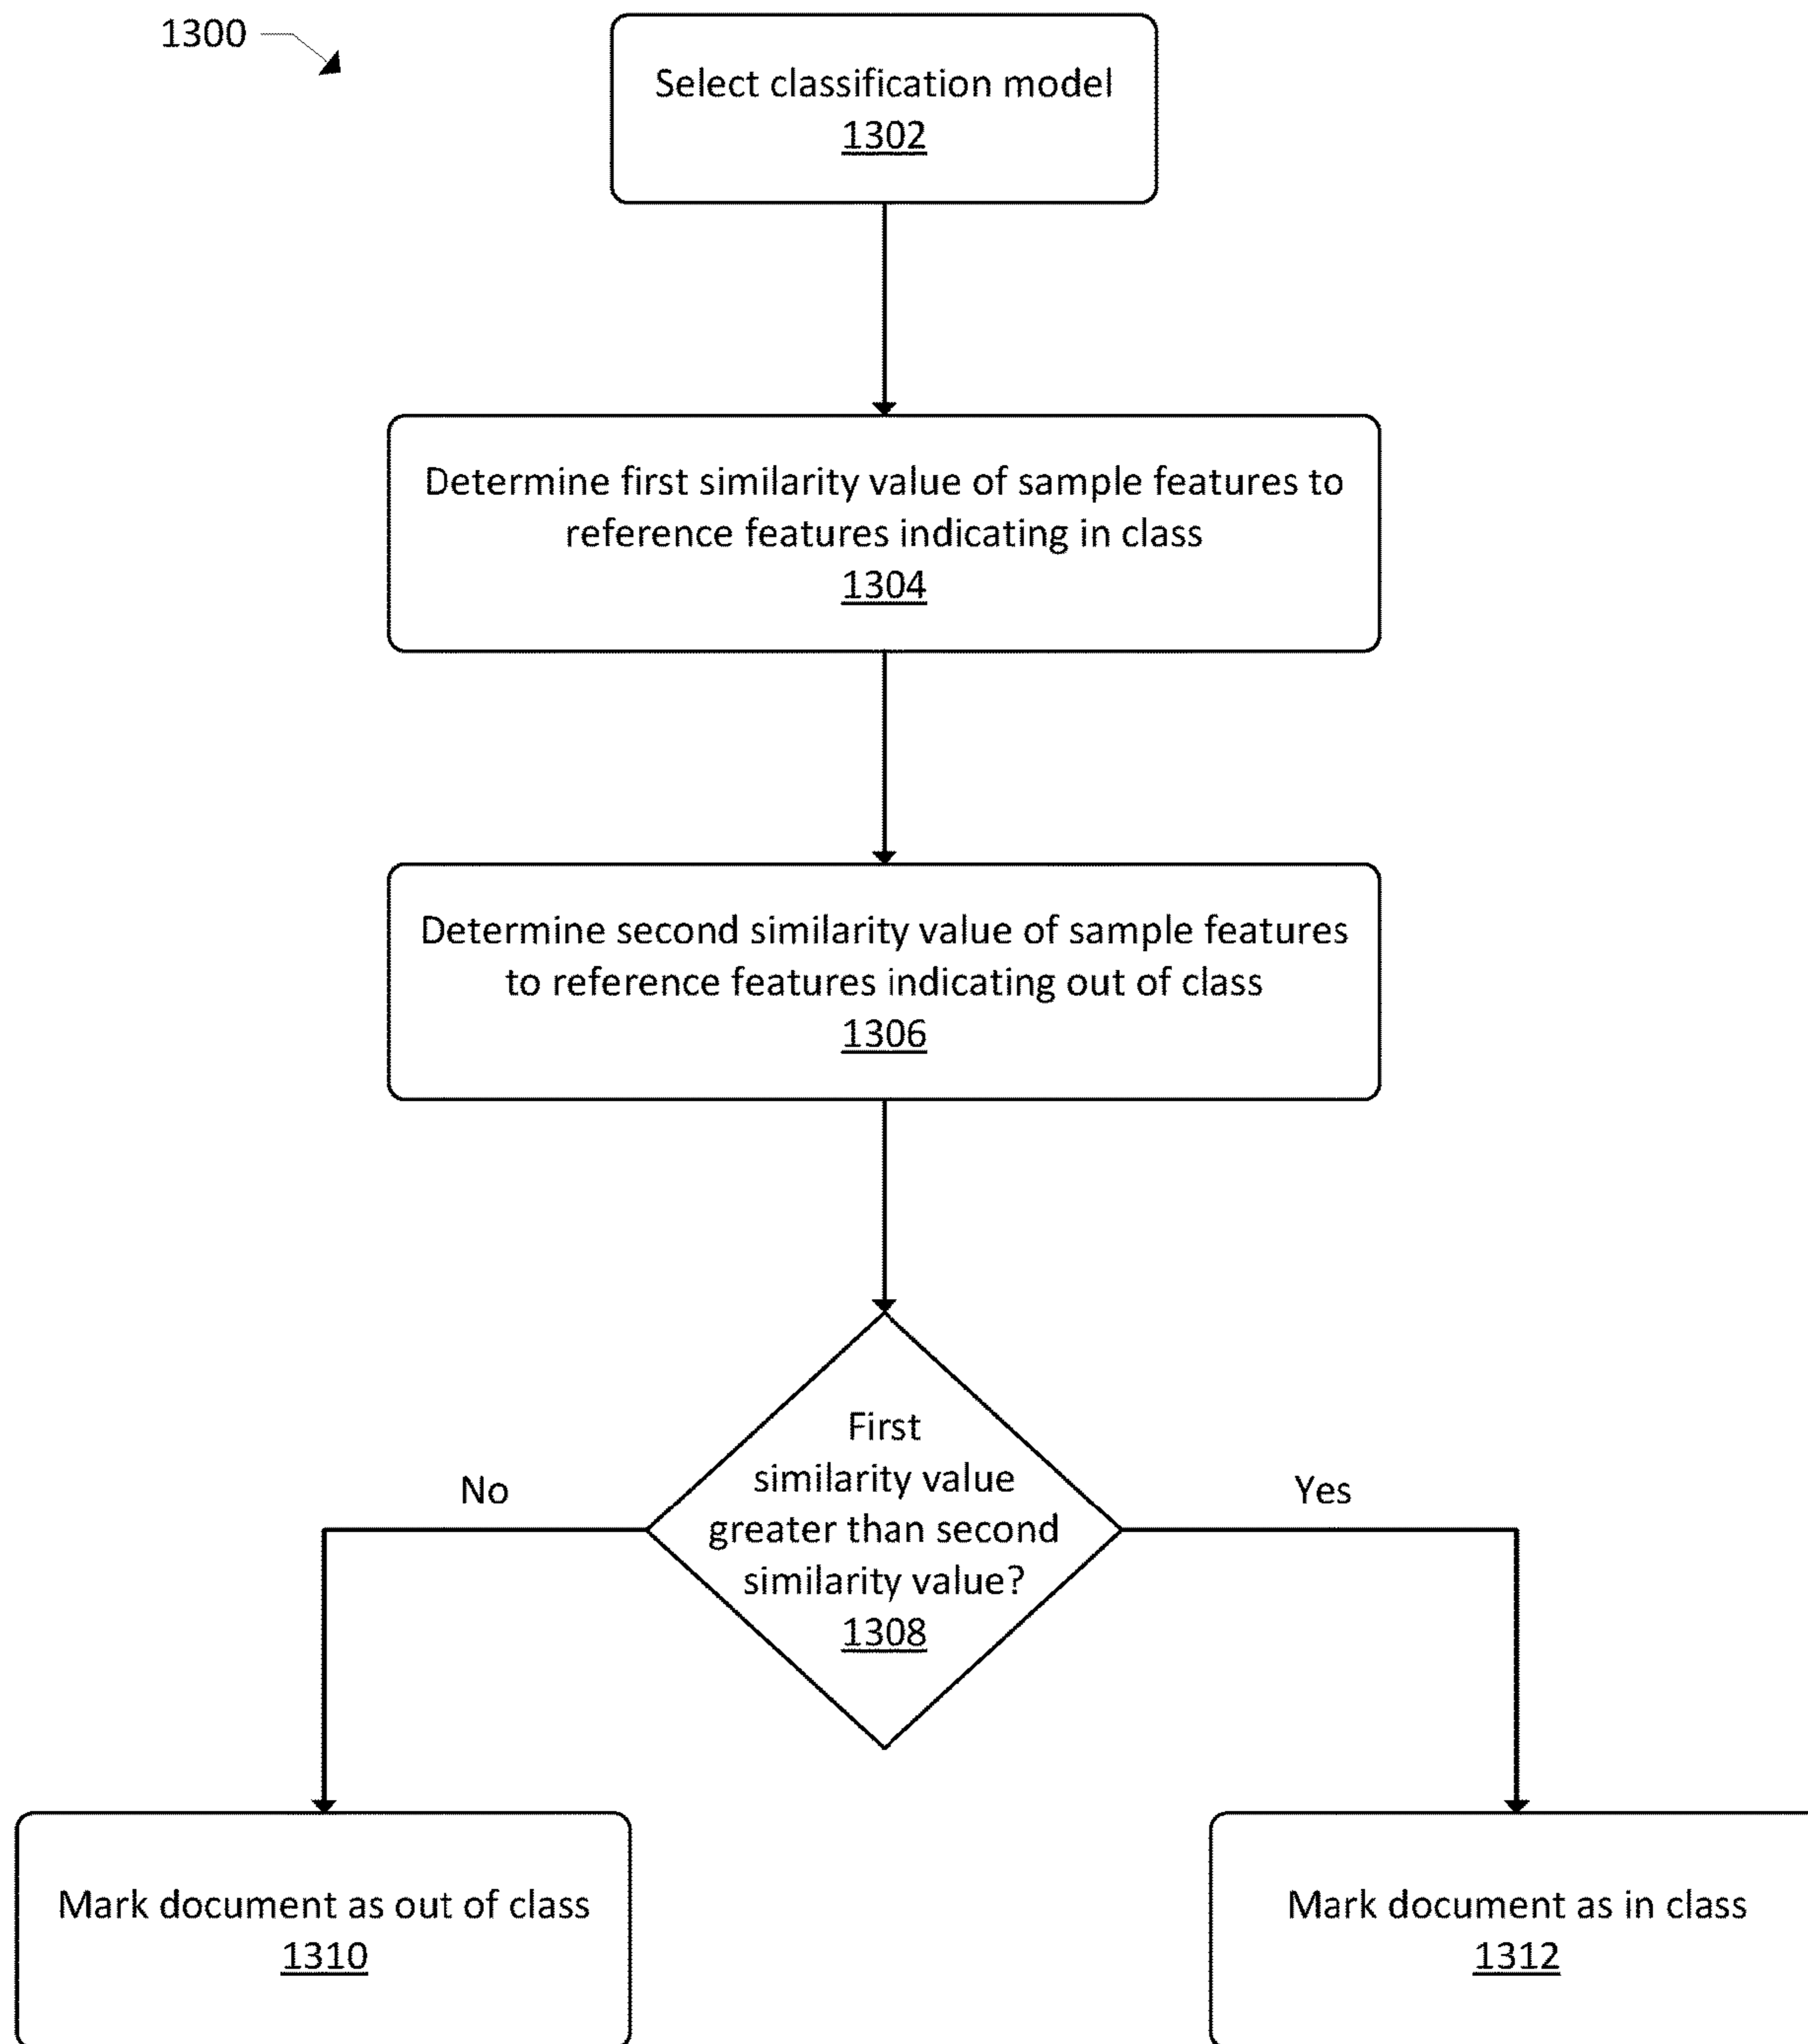 1300
Select classification model
1302
Determine first similarity value of sample features to
reference features indicating in class
1304
Determine second similarity value of sample features
to reference features indicating out of class
1306
First
similarity value
greater than second
similarity value?
1308
No
Yes
Mark document as out of class
1310
Mark document as in class
1312